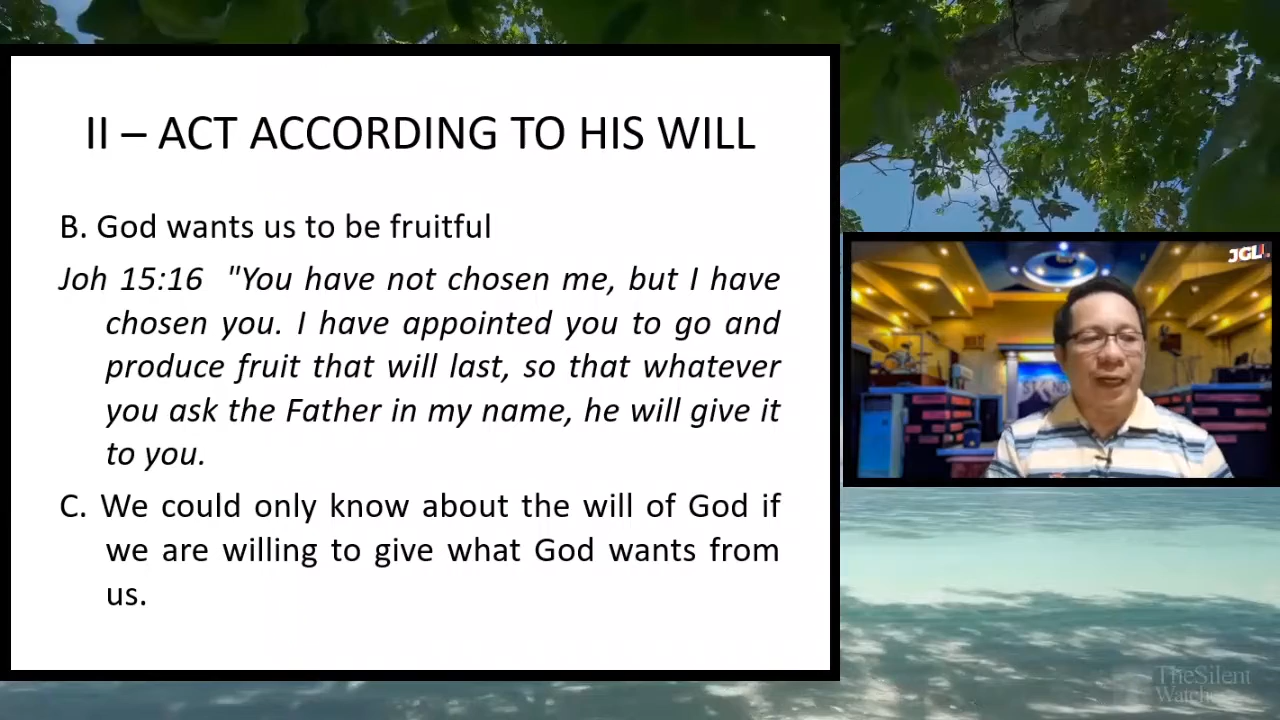 II – ACT ACCORDING TO HIS WILL
B. God wants us to be fruitful
Joh 15:16 "You have not chosen me, but I have
chosen you. I have appointed you to go and
produce fruit that will last, so that whatever
you ask the Father in my name, he will give it
to you.
C. We could only know about the will of God if
we are willing to give what God wants from
us.
JGLL
TheSilent